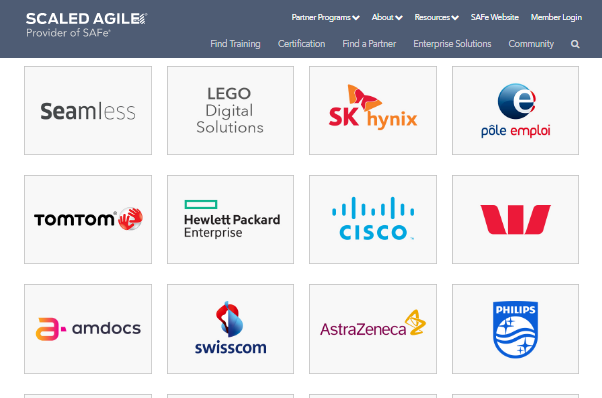 SCALED AGILE®
Provider of SAFe®
Partner Programs About Resources SAFe Website Member Login
Find Training Certification Find a Partner Enterprise Solutions Community
Seamless
LEGO
Digital
Solutions
SK hynix
pôle emploi
TOMTOM
Hewlett Packard
Enterprise
CISCO
amdocs
swisscom
AstraZeneca
PHILIPS